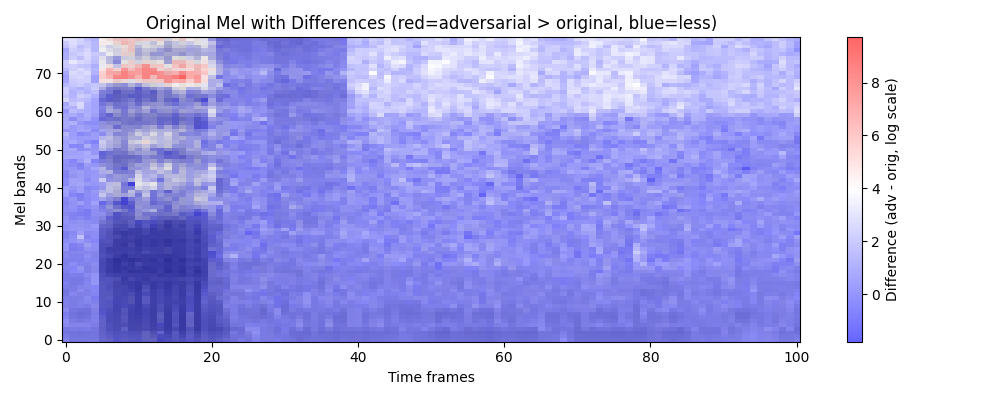 Original Mel with Differences (red=adversarial > original, blue=less)
Mel bands
70
60
50
40
30
20
10
0
0 20 40 60 80 100
Time frames
8
6
4
2
0
Difference (adv - orig, log scale)